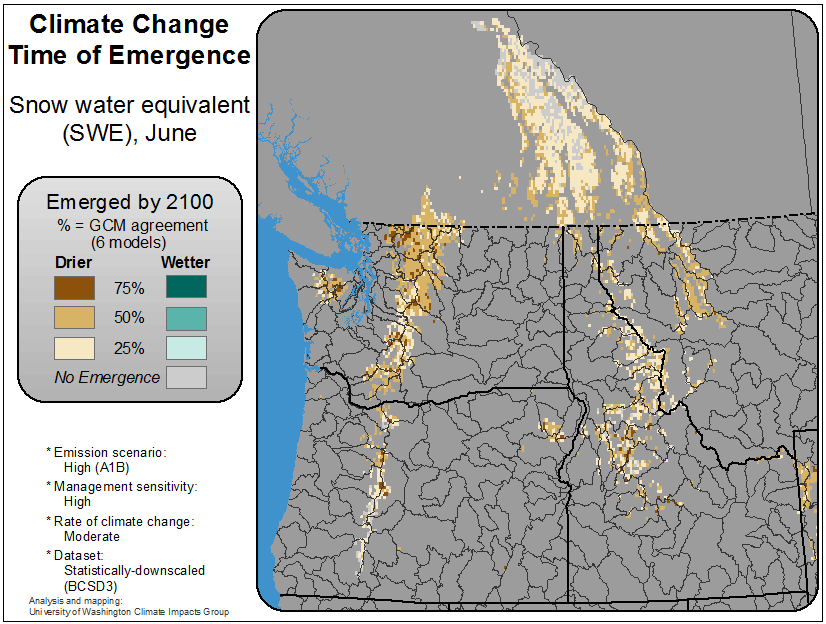 Climate Change
Time of Emergence
Snow water equivalent
(SWE), June
Emerged by 2100
% = GCM agreement
(6 models)
Drier Wetter
75%
50%
25%
No Emergence
* Emission scenario:
High (A1B)
* Management sensitivity:
High
* Rate of climate change:
Moderate
* Dataset:
Statistically-downscaled
(BCSD3)
Analysis and mapping:
University of Washington Climate Impacts Group